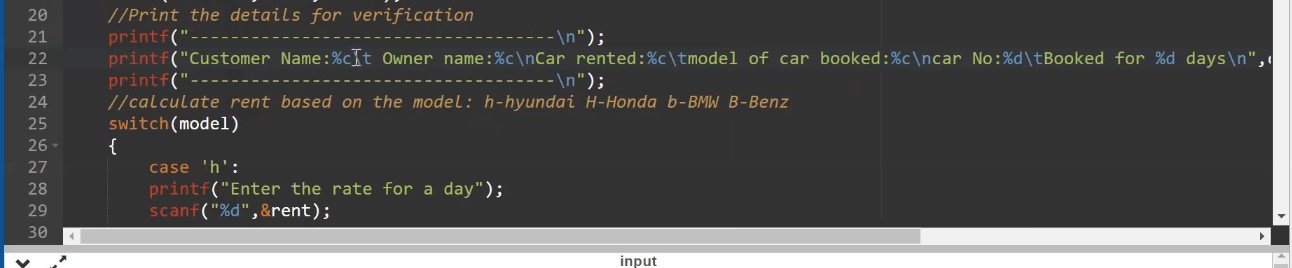 20 //Print the details for verification
21 printf("------------------------------------\n");
22 printf("Customer Name:%c\t Owner name:%c\nCar rented:%c\tmodel of car booked:%c\ncar No:%d\tBooked for %d days\n",
23 printf("------------------------------------\n");
24 //calculate rent based on the model: h-hyundai H-Honda b-BMW B-Benz
25 switch(model)
26 {
27 case 'h':
28 printf("Enter the rate for a day");
29 scanf("%d",&rent);
30
input